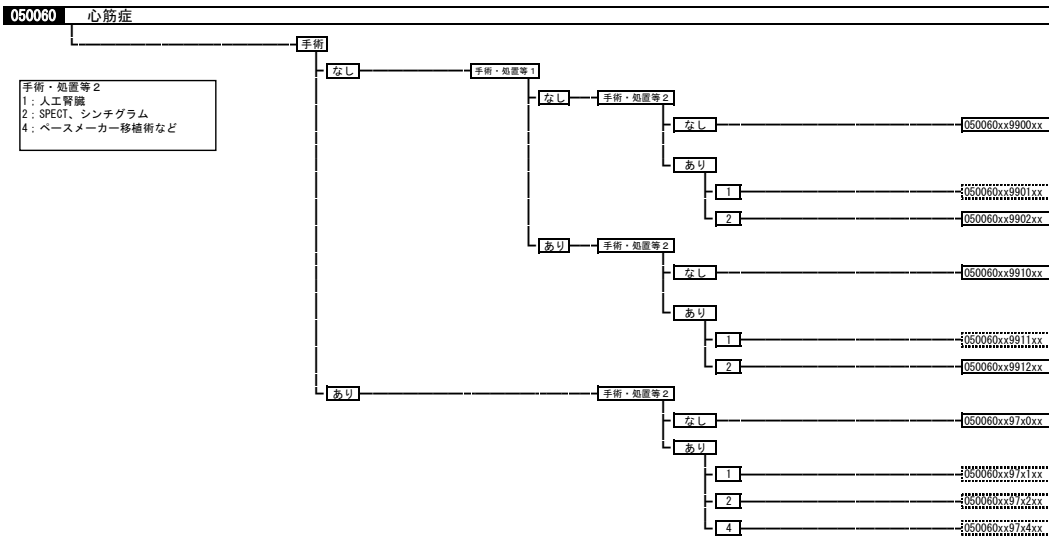 050060 心筋症
手術
なし 手術・処置等1
手術・処置等2
1；人工腎臓
2；SPECT、シンチグラム
4；ペースメーカー移植術など
なし 手術・処置等2
なし 050060xx9900xx
あり
1 050060xx9901xx
2 050060xx9902xx
あり 手術・処置等2
なし 050060xx9910xx
あり
1 050060xx9911xx
2 050060xx9912xx
あり 手術・処置等2
なし 050060xx97x0xx
あり
1 050060xx97x1xx
2 050060xx97x2xx
4 050060xx97x4xx